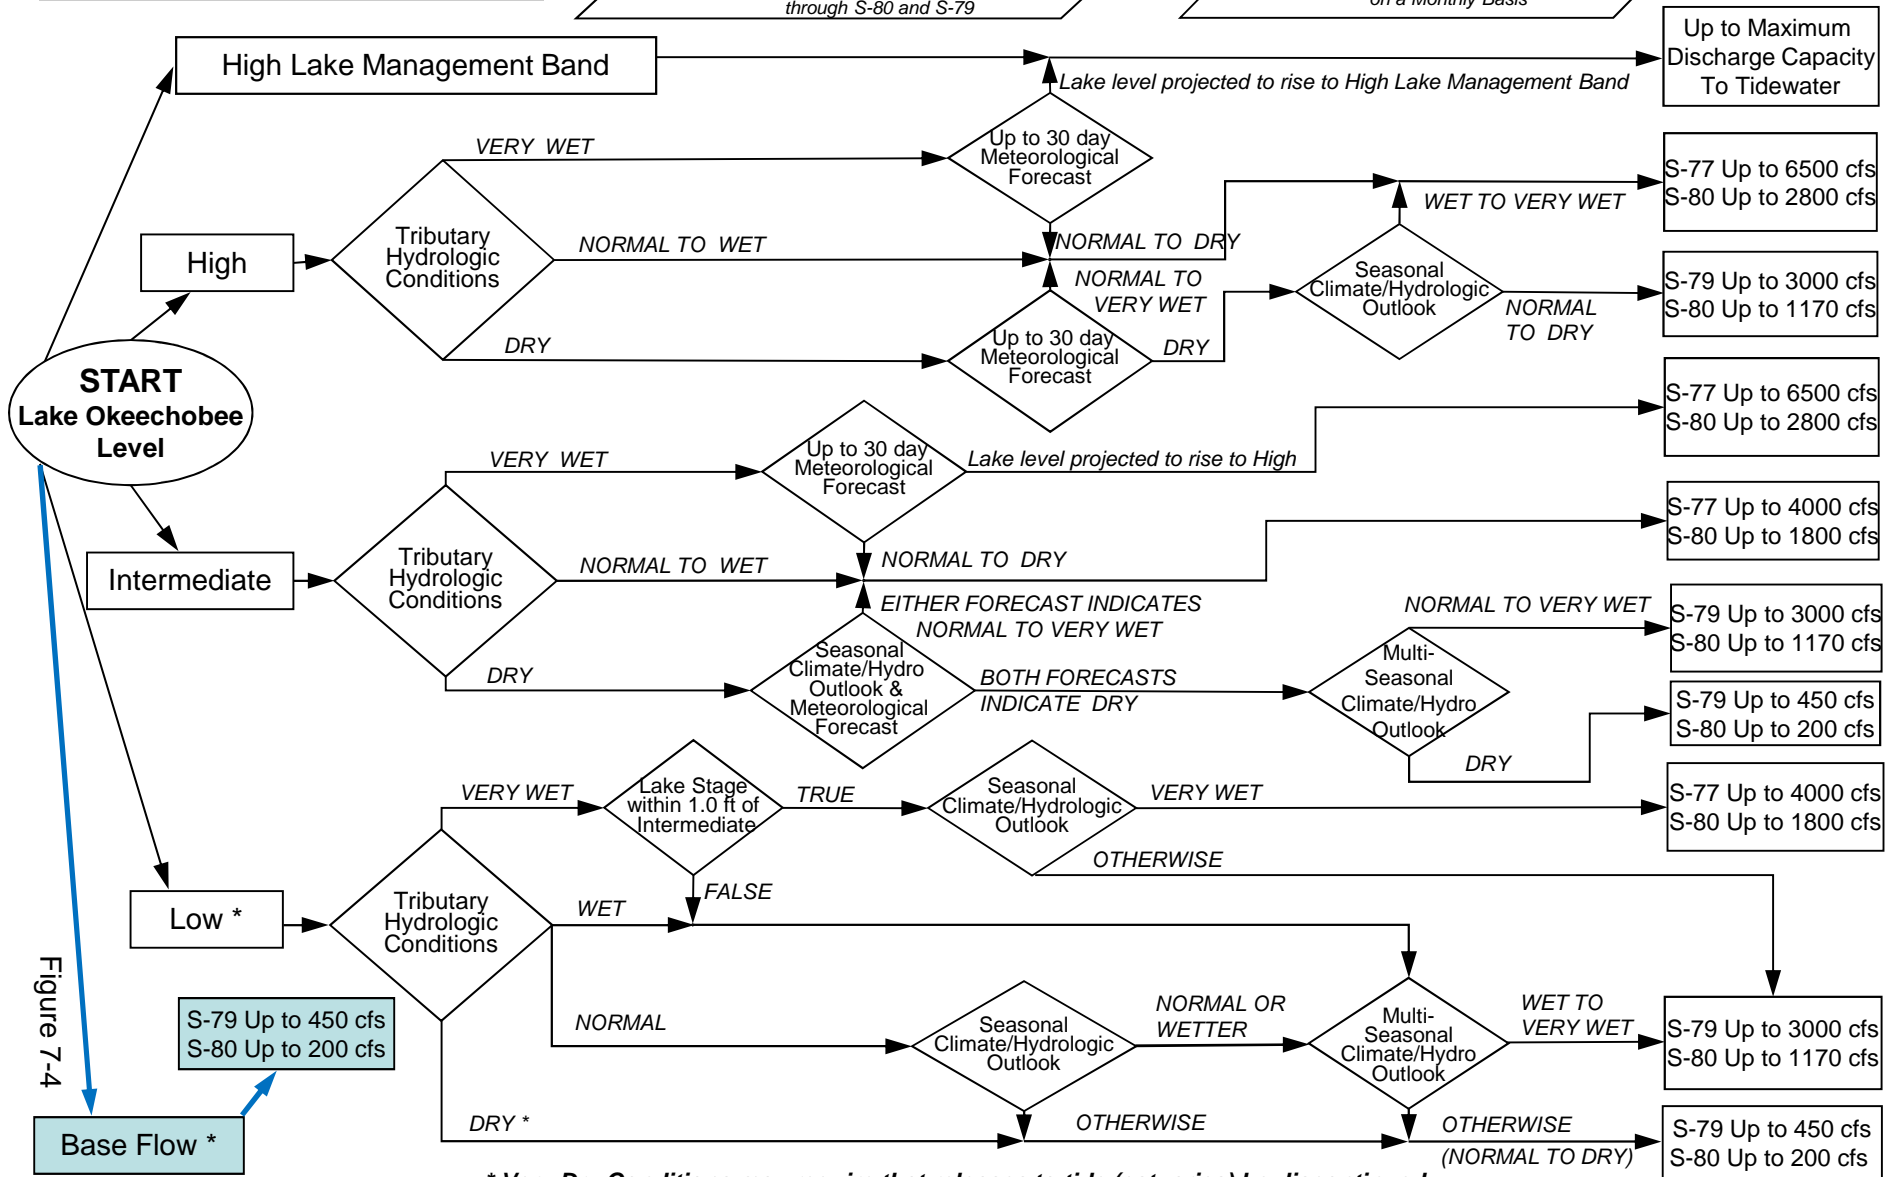 through S-80 and S-79
on a Monthly Basis
High Lake Management Band
Up to Maximum
Discharge Capacity
To Tidewater
Lake level projected to rise to High Lake Management Band
VERY WET
Up to 30 day
Meteorological
Forecast
S-77 Up to 6500 cfs
S-80 Up to 2800 cfs
WET TO VERY WET
High
Tributary
Hydrologic
Conditions
NORMAL TO WET
NORMAL TO DRY
NORMAL TO
VERY WET
Seasonal
Climate/Hydrologic
Outlook
NORMAL
TO DRY
S-79 Up to 3000 cfs
S-80 Up to 1170 cfs
DRY
Up to 30 day
Meteorological
Forecast
DRY
START
Lake Okeechobee
Level
S-77 Up to 6500 cfs
S-80 Up to 2800 cfs
VERY WET
Up to 30 day
Meteorological
Forecast
Lake level projected to rise to High
S-77 Up to 4000 cfs
S-80 Up to 1800 cfs
Intermediate
Tributary
Hydrologic
Conditions
NORMAL TO WET
NORMAL TO DRY
EITHER FORECAST INDICATES
NORMAL TO VERY WET
NORMAL TO VERY WET
S-79 Up to 3000 cfs
S-80 Up to 1170 cfs
DRY
Seasonal
Climate/Hydro
Outlook &
Meteorological
Forecast
BOTH FORECASTS
INDICATE DRY
Multi-
Seasonal
Climate/Hydro
Outlook
DRY
S-79 Up to 450 cfs
S-80 Up to 200 cfs
VERY WET
Lake Stage
within 1.0 ft of
Intermediate
TRUE
Seasonal
Climate/Hydrologic
Outlook
VERY WET
S-77 Up to 4000 cfs
S-80 Up to 1800 cfs
OTHERWISE
FALSE
Low *
Tributary
Hydrologic
Conditions
WET
NORMAL
Seasonal
Climate/Hydrologic
Outlook
NORMAL OR
WETTER
Multi-
Seasonal
Climate/Hydro
Outlook
WET TO
VERY WET
S-79 Up to 3000 cfs
S-80 Up to 1170 cfs
Figure 7-4
S-79 Up to 450 cfs
S-80 Up to 200 cfs
Base Flow *
DRY *
OTHERWISE
OTHERWISE
(NORMAL TO DRY)
S-79 Up to 450 cfs
S-80 Up to 200 cfs